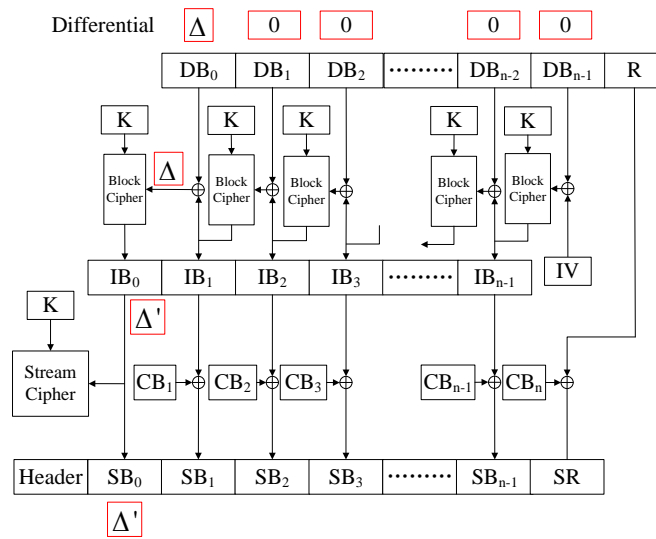 Differential Δ 0 0 0 0
DB0 DB1 DB2 ......... DBn-2 DBn-1 R
K K K K K
Block Cipher Δ Block Cipher Block Cipher Block Cipher Block Cipher
IB0 IB1 IB2 IB3 ......... IBn-1 IV
K Δ'
Stream Cipher CB1 CB2 CB3 CBn-1 CBn
Header SB0 SB1 SB2 SB3 ......... SBn-1 SR
Δ'